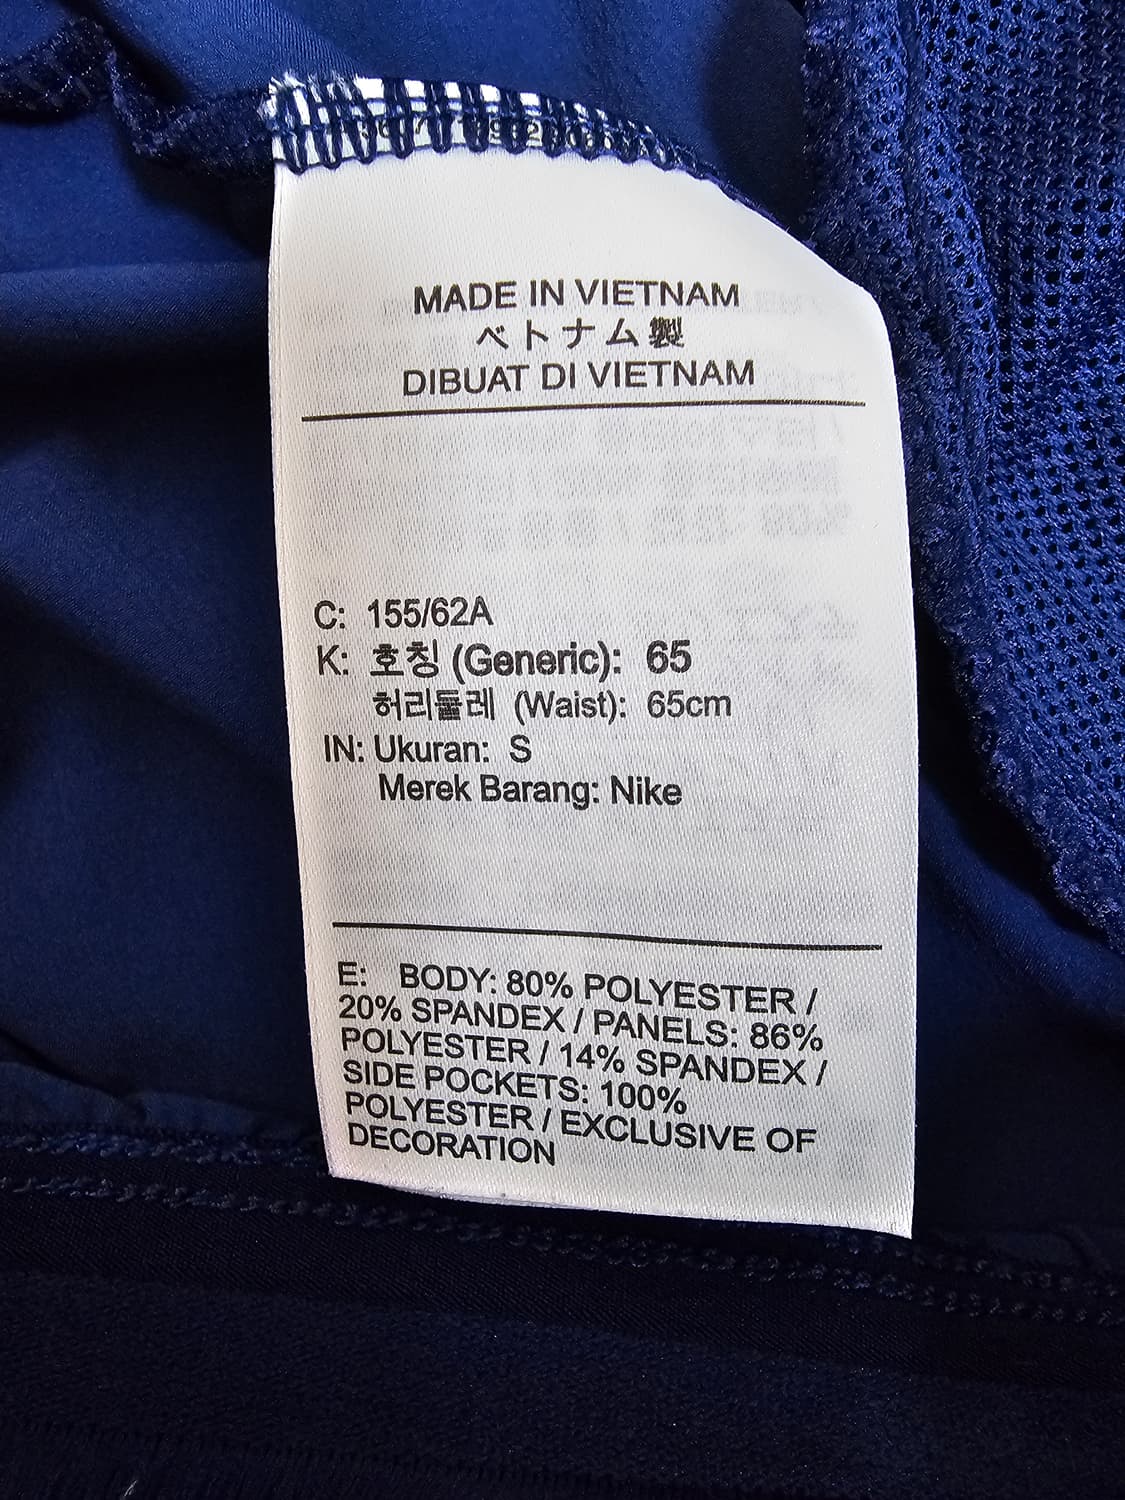 MADE IN VIETNAM
ベトナム製
DIBUAT DI VIETNAM
C: 155/62A
K: 호칭 (Generic): 65
허리둘레 (Waist): 65cm
IN: Ukuran: S
Merek Barang: Nike
E: BODY: 80% POLYESTER /
20% SPANDEX / PANELS: 86%
POLYESTER / 14% SPANDEX /
SIDE POCKETS: 100%
POLYESTER / EXCLUSIVE OF
DECORATION